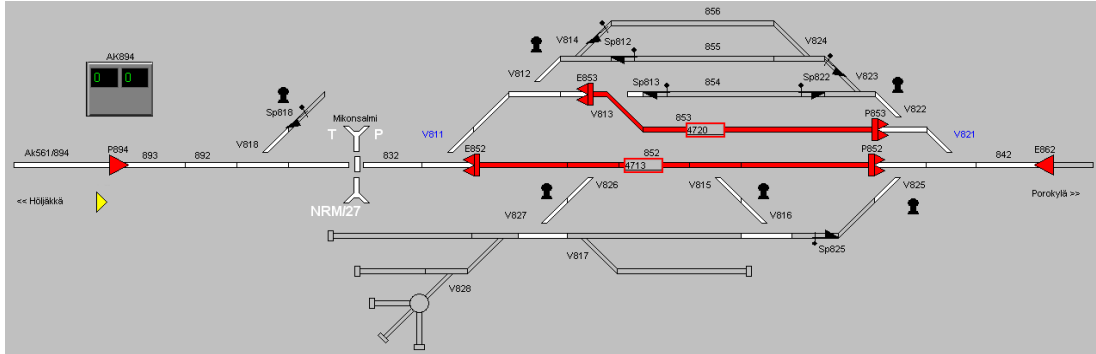 856
V814
Sp812
V824
AK894
855
0 0
V812
Sp822
V823
E853
Sp813
854
Sp818
V813
853
P853
V822
4720
Mikonsalmi
V818
T P
V811
V821
Ak561/894
P894
893
892
832
E852
852
P852
842
E862
4713
<< Höljäkkä
V826
V815
V825
Porokylä >>
NRM/27
V827
V816
Sp825
V817
V828